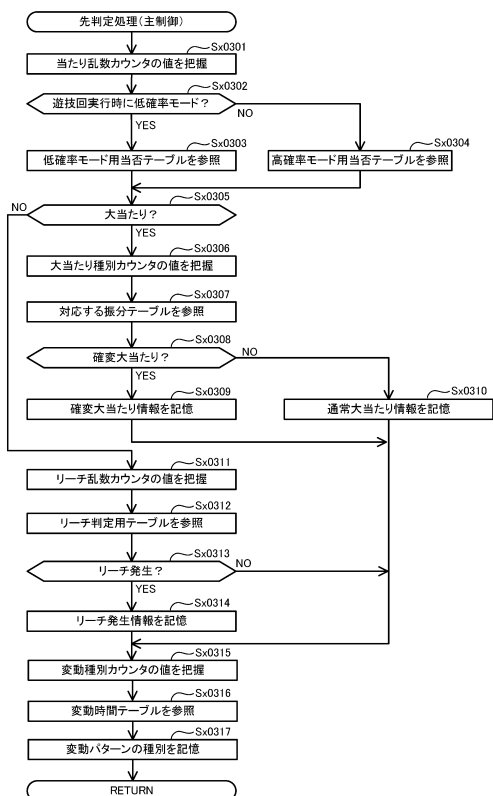 先判定処理(主制御)
Sx0301
当たり乱数カウンタの値を把握
Sx0302
遊技回実行時に低確率モード？
NO
YES
Sx0303
低確率モード用当否テーブルを参照
Sx0304
高確率モード用当否テーブルを参照
Sx0305
NO
大当たり？
YES
Sx0306
大当たり種別カウンタの値を把握
Sx0307
対応する振分テーブルを参照
Sx0308
確変大当たり？
NO
YES
Sx0309
確変大当たり情報を記憶
Sx0310
通常大当たり情報を記憶
Sx0311
リーチ乱数カウンタの値を把握
Sx0312
リーチ判定用テーブルを参照
Sx0313
リーチ発生？
NO
YES
Sx0314
リーチ発生情報を記憶
Sx0315
変動種別カウンタの値を把握
Sx0316
変動時間テーブルを参照
Sx0317
変動パターンの種別を記憶
RETURN